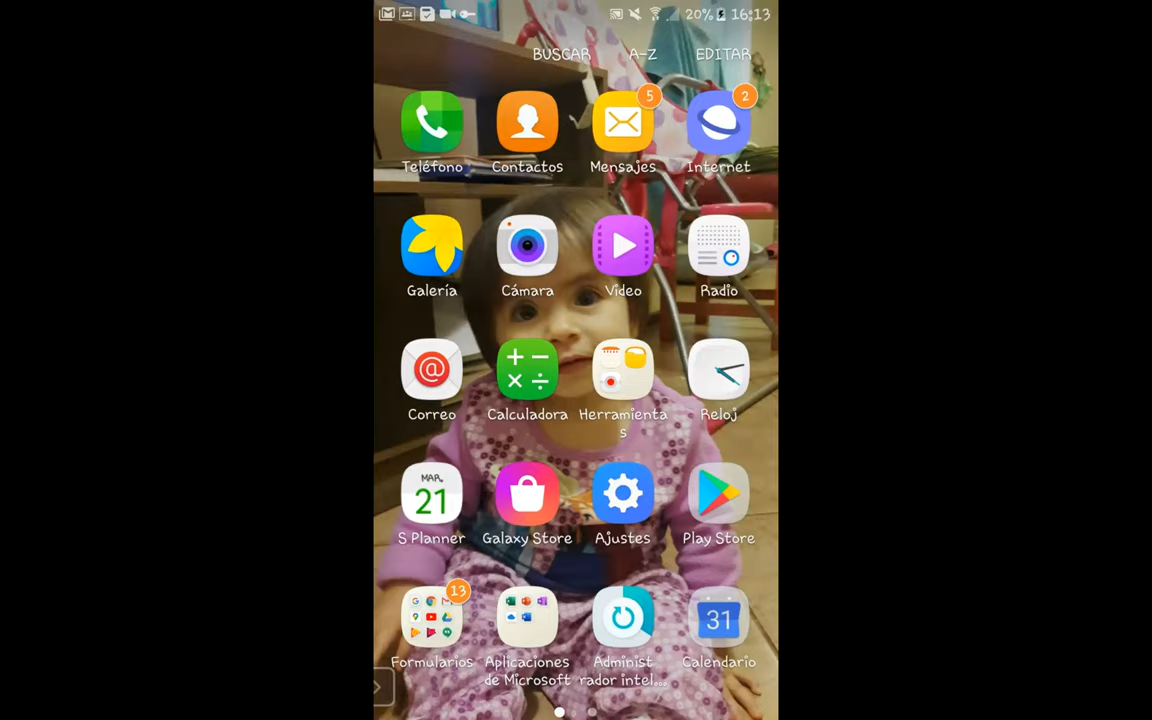 20% 16:13
BUSCAR A-Z EDITAR
5 2
Teléfono Contactos Mensajes Internet
Galería Cámara Vídeo Radio
@
Correo Calculadora Herramienta
s Reloj
MAR.
21
S Planner Galaxy Store Ajustes Play Store
13
31
Formularios Aplicaciones
de Microsoft Administ
rador intel... Calendario